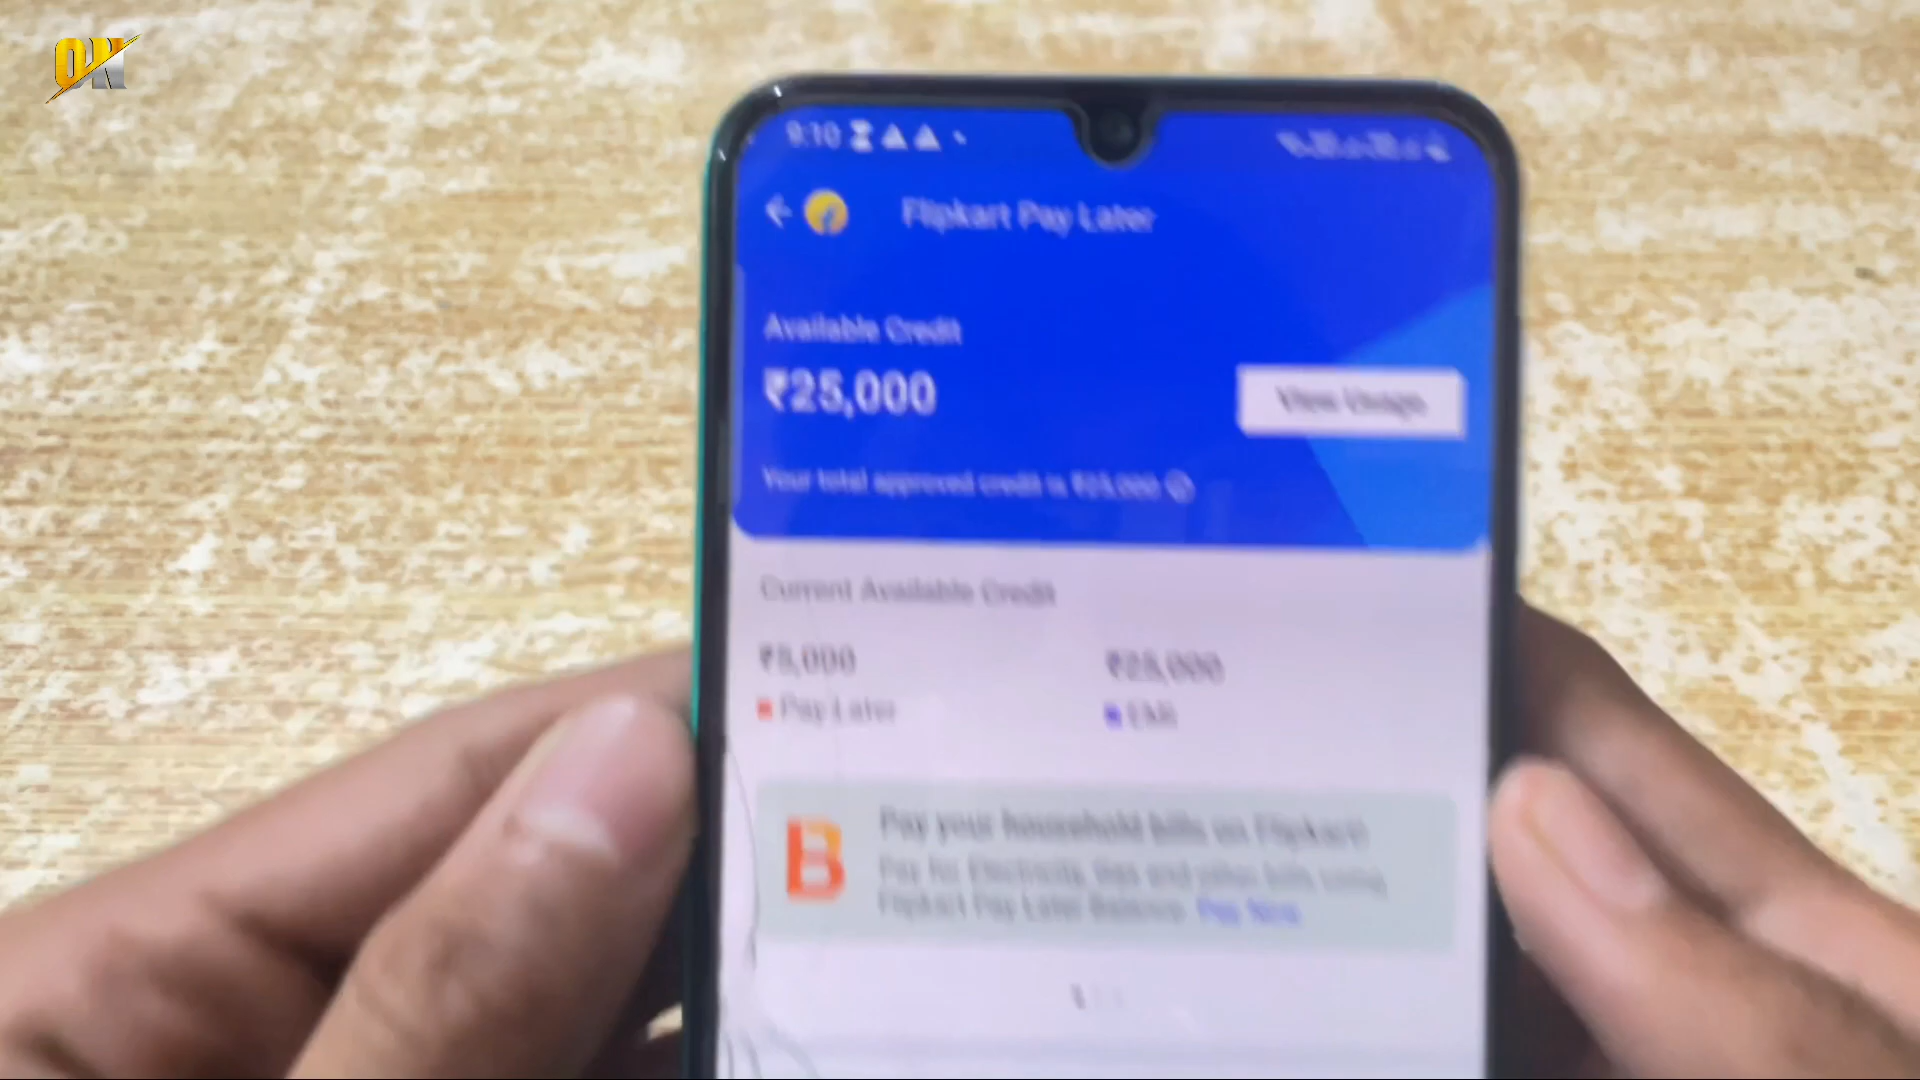 OK
9:10
Flipkart Pay Later
Available Credit
₹25,000
View Usage
Your total approved credit is ₹25,000
Current Available Credit
₹5,000
₹25,000
Pay Later
EMI
Pay your household bills on Flipkart!
Pay for Electricity, Gas and other bills using
Flipkart Pay Later Balance. Pay Now